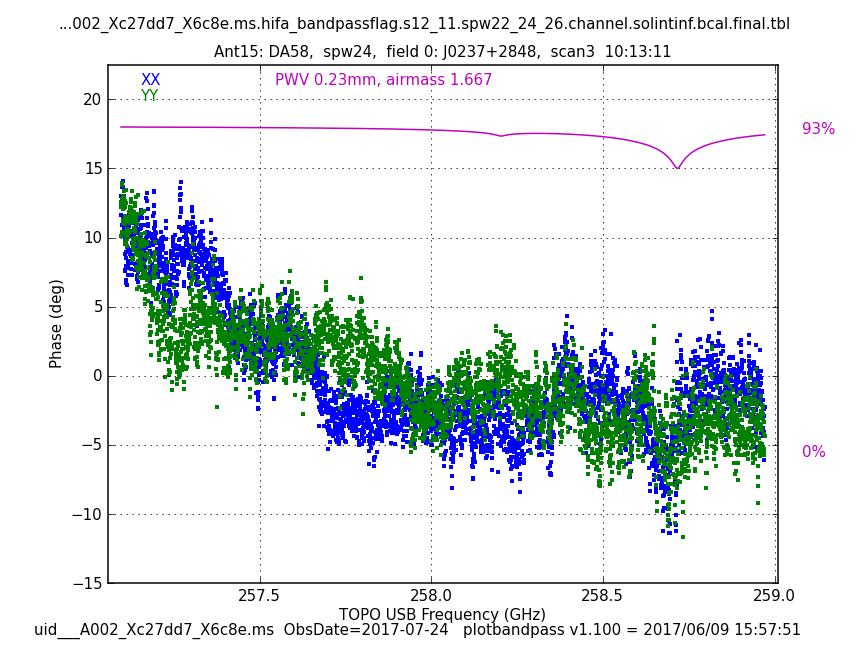 ...002_Xc27dd7_X6c8e.ms.hifa_bandpassflag.s12_11.spw22_24_26.channel.solintinf.bcal.final.tbl
Ant15: DA58,  spw24,  field 0: J0237+2848,  scan3  10:13:11
XX
PWV 0.23mm, airmass 1.667
YY
20
93%
15
10
5
Phase (deg)
0
−5
0%
−10
−15
257.5 258.0 258.5 259.0
TOPO USB Frequency (GHz)
uid___A002_Xc27dd7_X6c8e.ms  ObsDate=2017-07-24   plotbandpass v1.100 = 2017/06/09 15:57:51